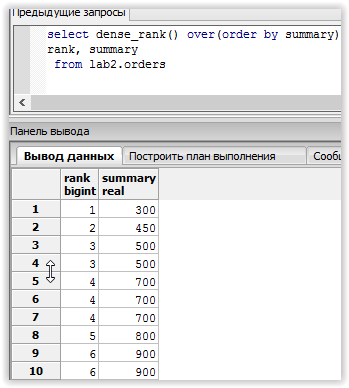 Предыдущие запросы
select dense_rank() over(order by summary)
rank, summary
from lab2.orders
Панель вывода
Вывод данных Построить план выполнения
rank summary
bigint real
1 1 300
2 2 450
3 3 500
4 3 500
5 4 700
6 4 700
7 4 700
8 5 800
9 6 900
10 6 900